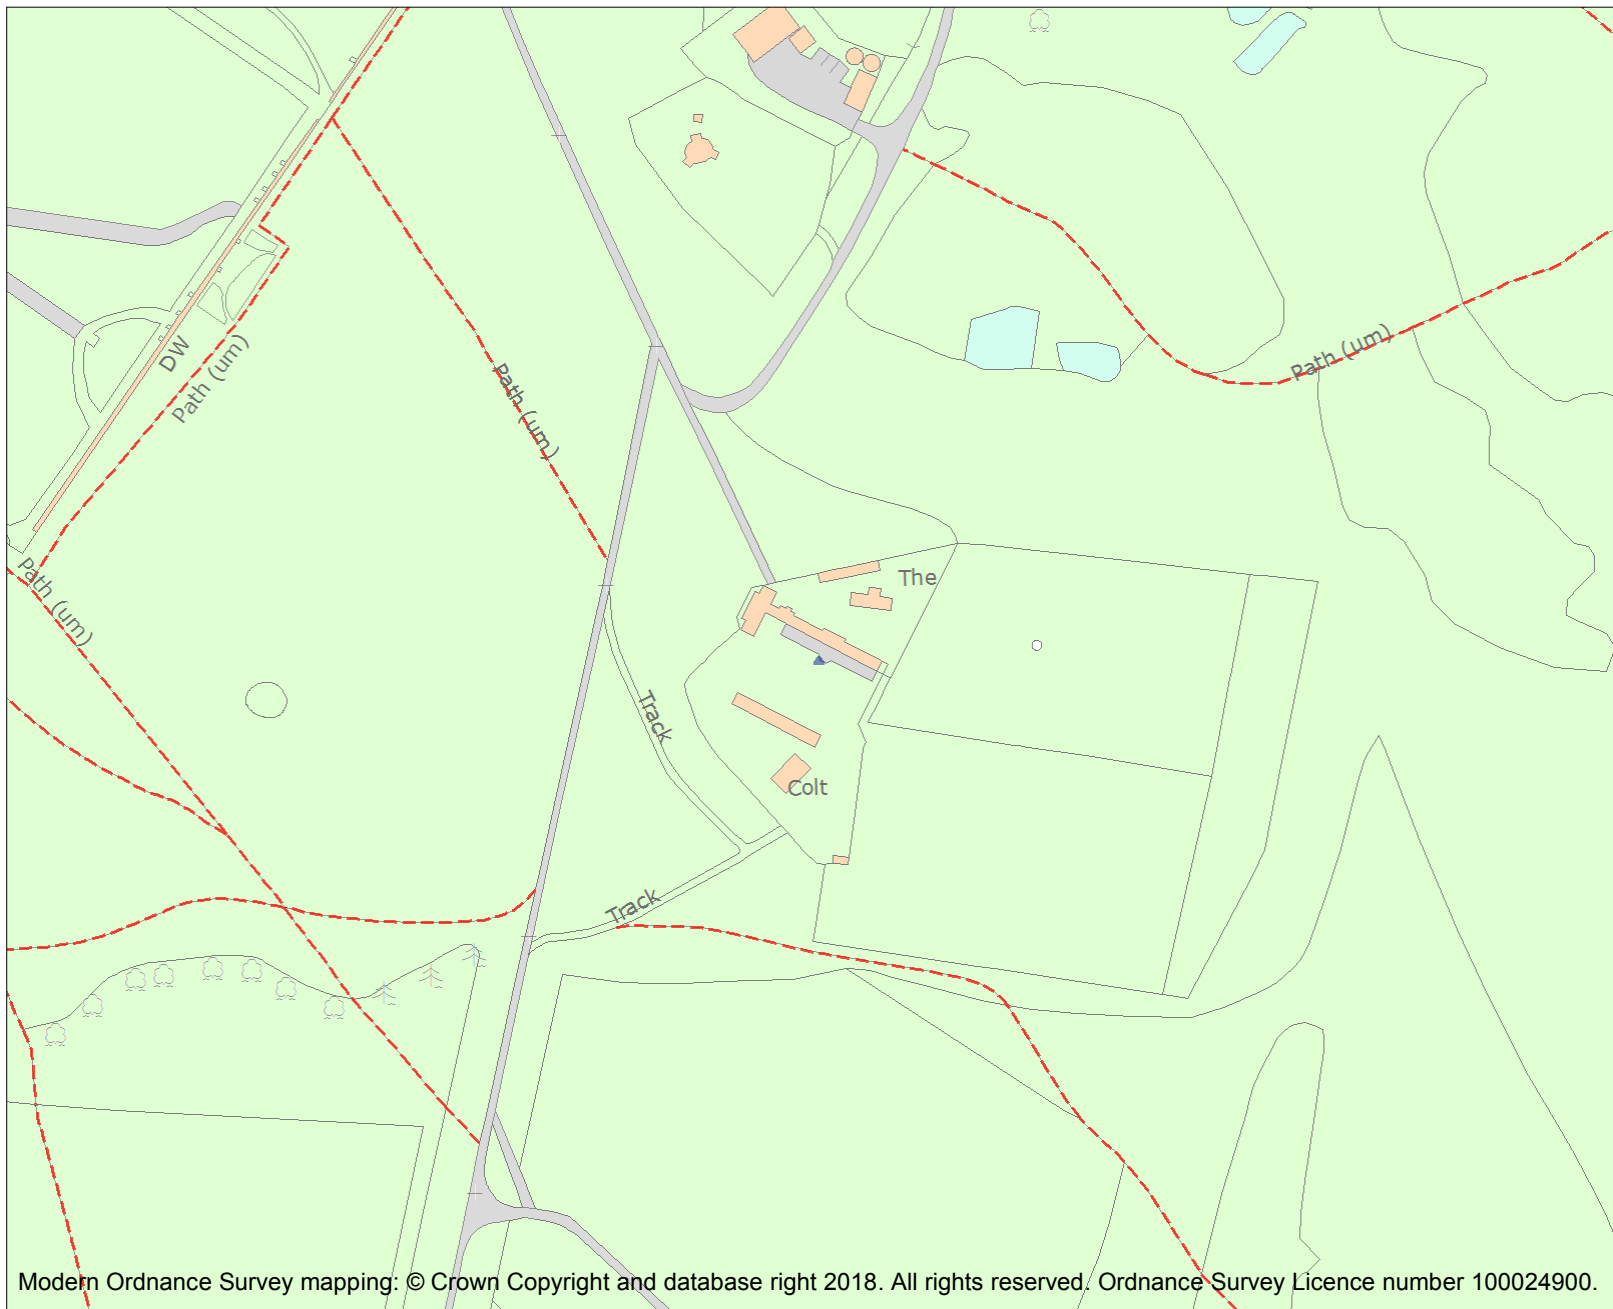 DW
Path (um)
Path (um)
Path (um)
Path (um)
The
Track
Colt
Track
Modern Ordnance Survey mapping: © Crown Copyright and database right 2018. All rights reserved. Ordnance Survey Licence number 100024900.